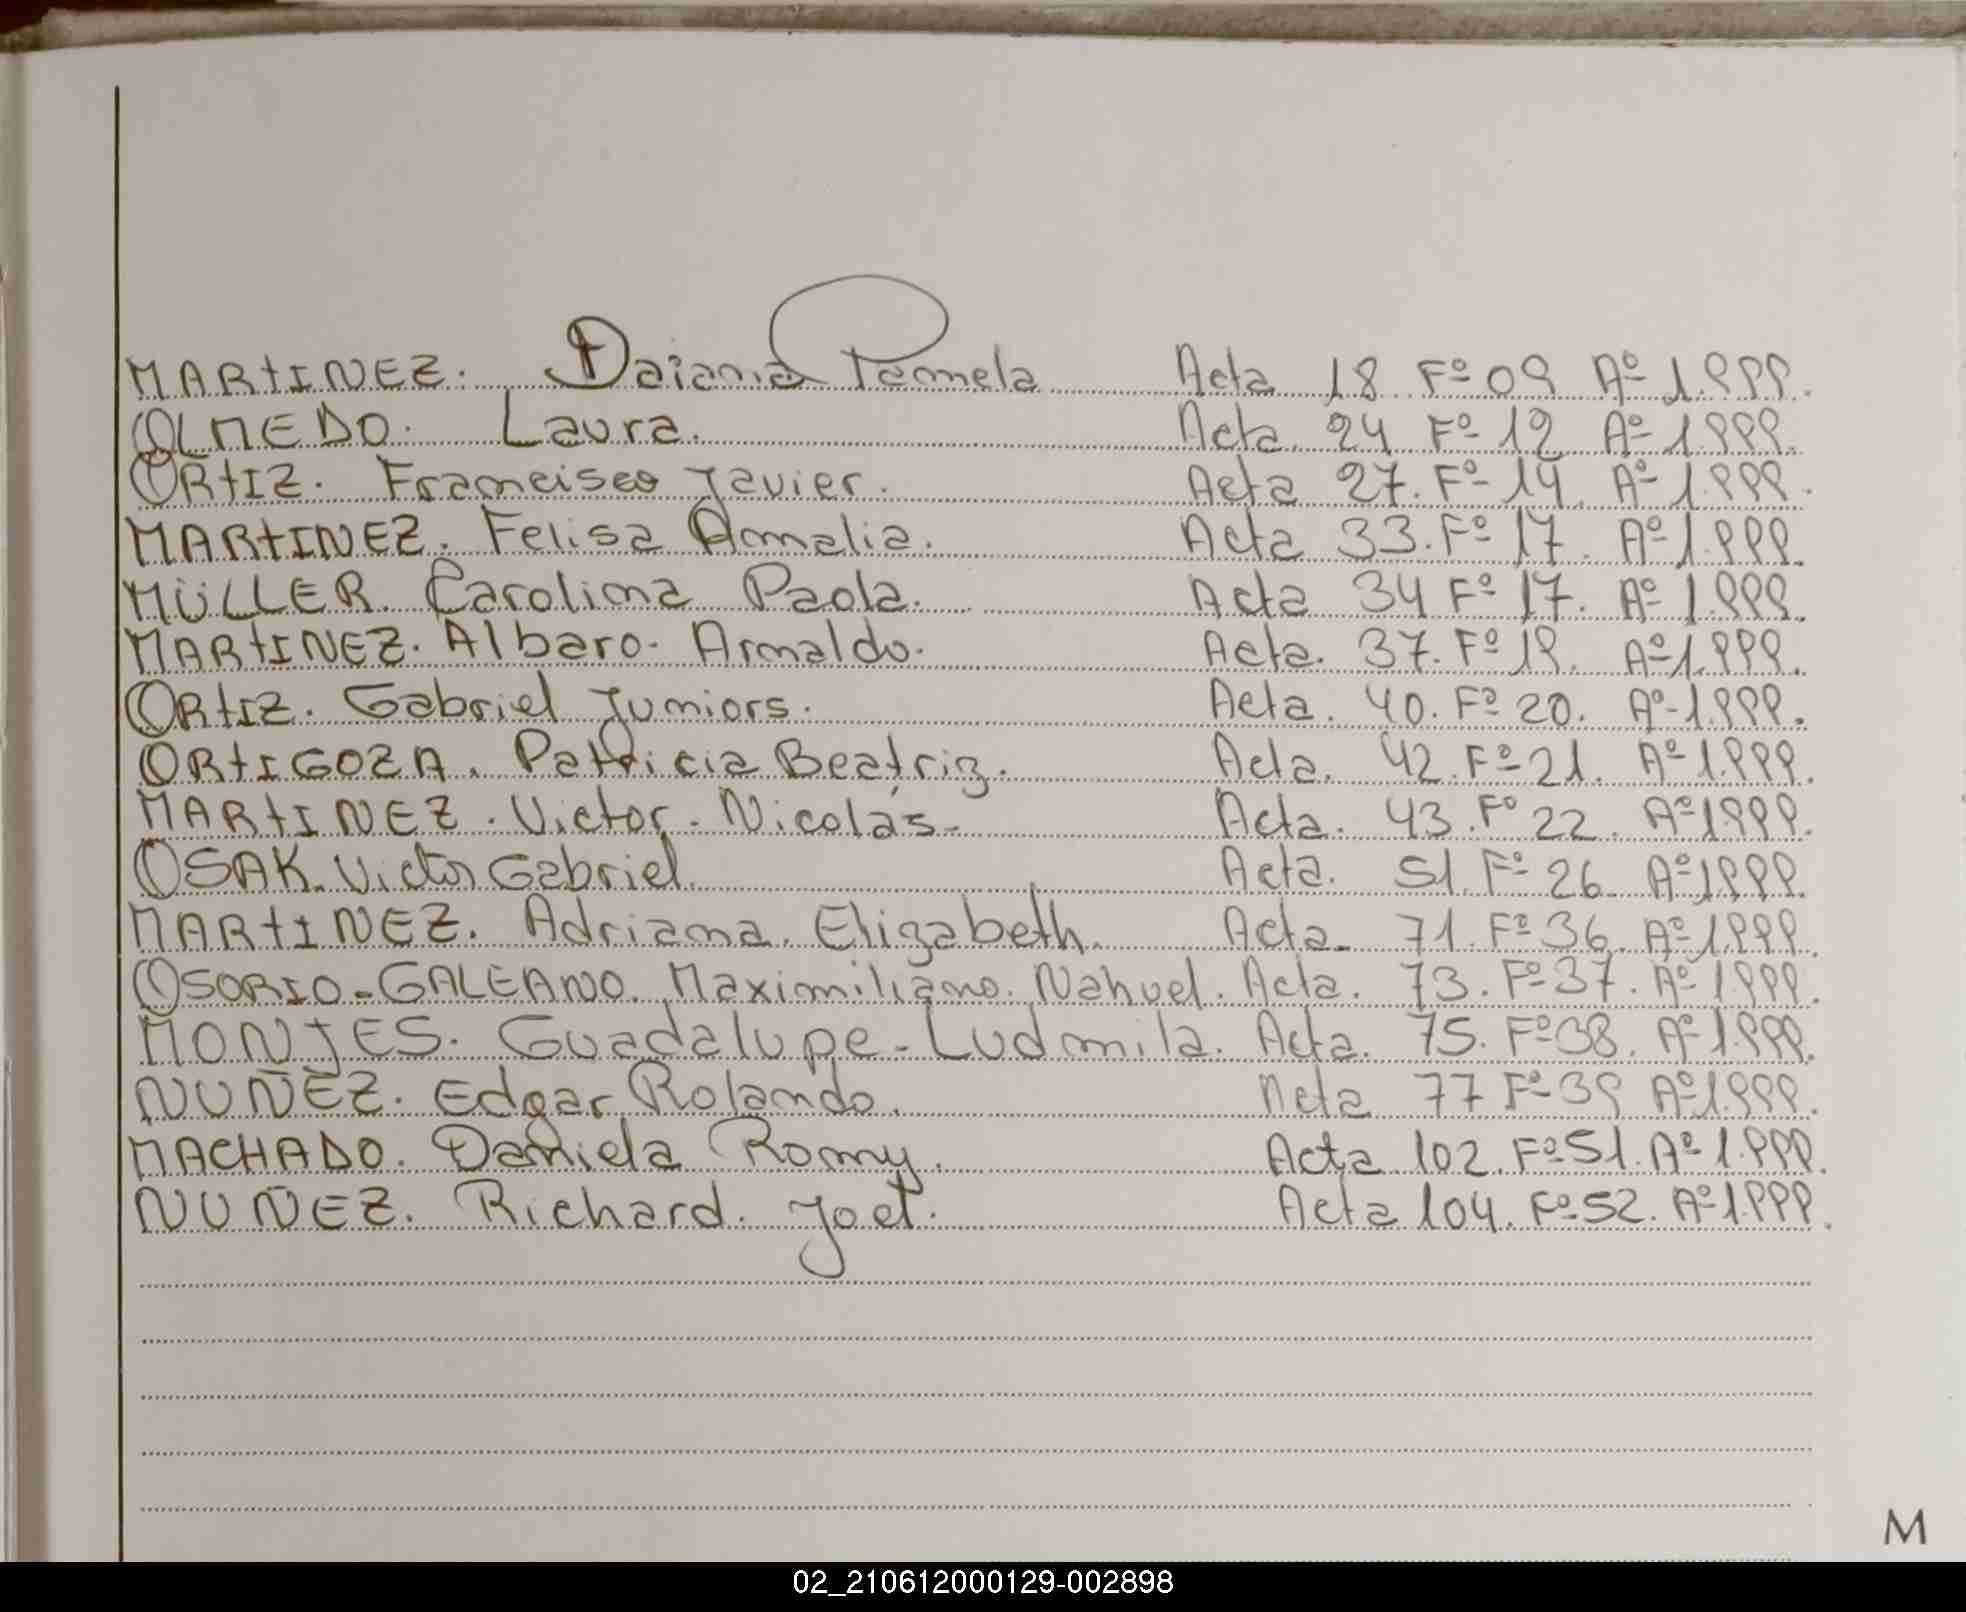 MARTINEZ. Daiana Pamela Acta 18 Fº 09 Aº 1.999.
OLMEDO. Laura. Acta. 24 Fº 12 Aº 1.999.
ORTIZ. Francisco Javier. Acta 27. Fº 14. Aº 1.999.
MARTINEZ. Felisa Amalia. Acta 33. Fº 17. Aº 1.999.
MÜLLER. Carolina Paola. Acta 34 Fº 17. Aº 1.999.
MARTINEZ. Albaro. Arnaldo. Acta. 37. Fº 19. Aº 1.999.
ORTIZ. Gabriel Juniors. Acta. 40. Fº 20. Aº 1.999.
ORTIGOZA. Patricia Beatriz. Acta. 42. Fº 21. Aº 1.999.
MARTINEZ. Victor. Nicolás. Acta. 43. Fº 22. Aº 1999.
OSAK. Victor Gabriel. Acta. 51. Fº 26. Aº 1999.
MARTINEZ. Adriana. Elizabeth. Acta. 71. Fº 36. Aº 1.999.
OSORIO-GALEANO. Maximiliano. Nahuel. Acta. 73. Fº 37. Aº 1999.
MONJES. Guadalupe-Ludmila. Acta. 75. Fº 38. Aº 1.999.
NUÑEZ. Edgar Rolando. Acta 77 Fº 39 Aº 1.999.
MACHADO. Daniela Romy. Acta 102. Fº 51. Aº 1.999.
NUÑEZ. Richard. Joel. Acta 104. Fº 52. Aº 1.999.
M
02_210612000129-002898